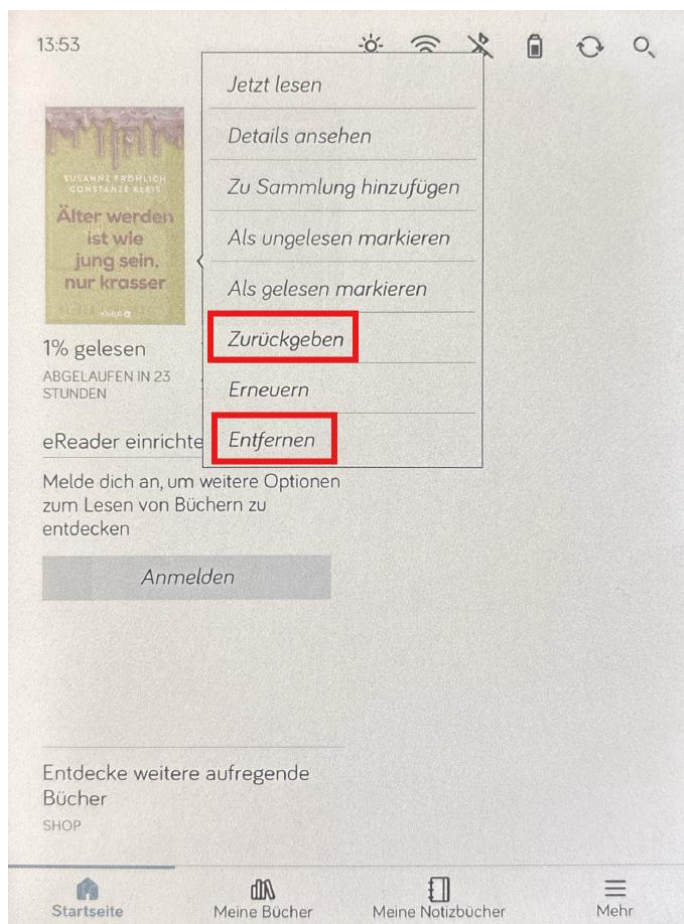 13:53
SUSANNE FRÖHLICH
CONSTANZE KLEIS
Älter werden
ist wie
jung sein,
nur krasser
1% gelesen
ABGELAUFEN IN 23
STUNDEN
Jetzt lesen
Details ansehen
Zu Sammlung hinzufügen
Als ungelesen markieren
Als gelesen markieren
Zurückgeben
Erneuern
Entfernen
eReader einrichte
Melde dich an, um weitere Optionen
zum Lesen von Büchern zu
entdecken
Anmelden
Entdecke weitere aufregende
Bücher
SHOP
Startseite
Meine Bücher
Meine Notizbücher
Mehr